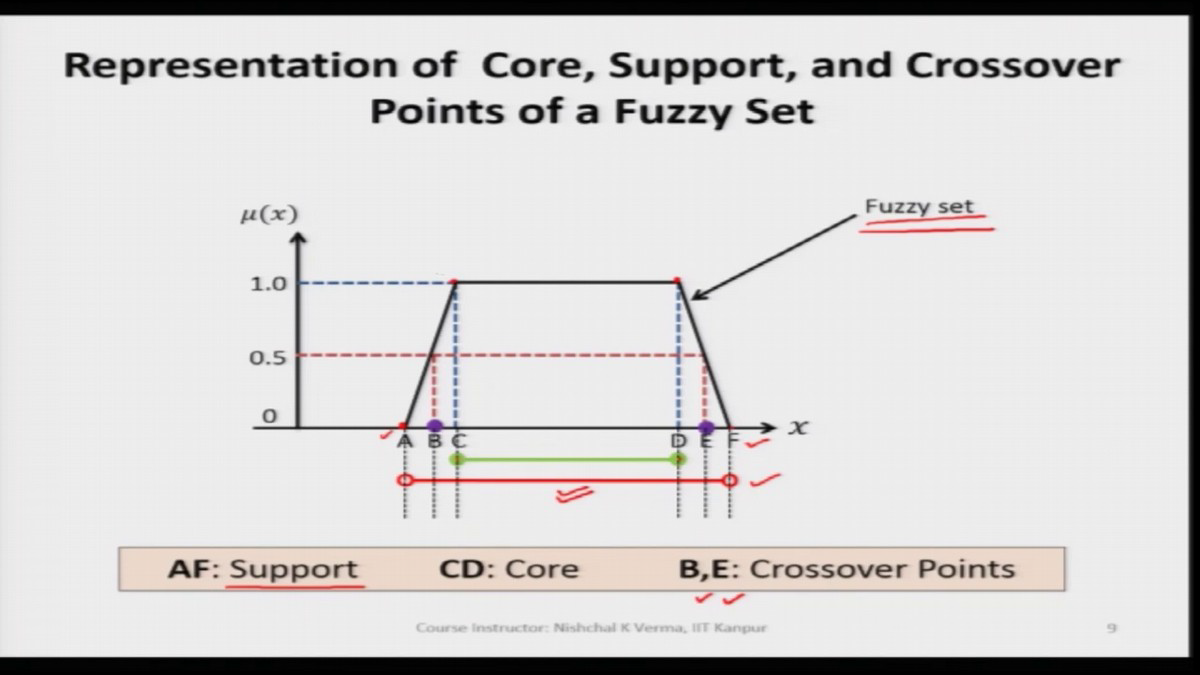 Representation of Core, Support, and Crossover
Points of a Fuzzy Set
μ(x)
Fuzzy set
1.0
0.5
0
x
A B C D E F
AF: Support CD: Core B,E: Crossover Points
Course Instructor: Nishchal K Verma, IIT Kanpur 9